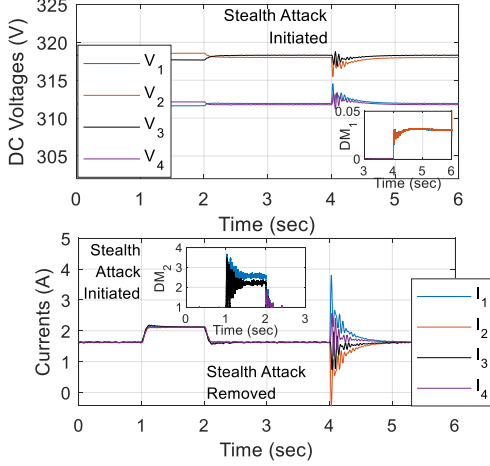 325
320
315
310
305
DC Voltages (V)
Stealth Attack
Initiated
V1
V2
V3
V4
0.05
0
DM1
3 4 5 6
Time (sec)
0 1 2 3 4 5 6
Time (sec)
5
4
3
2
1
0
Currents (A)
Stealth
Attack
Initiated
4
3
2
1
DM2
0 1 2 3
Time (sec)
Stealth Attack
Removed
I1
I2
I3
I4
0 1 2 3 4 5 6
Time (sec)